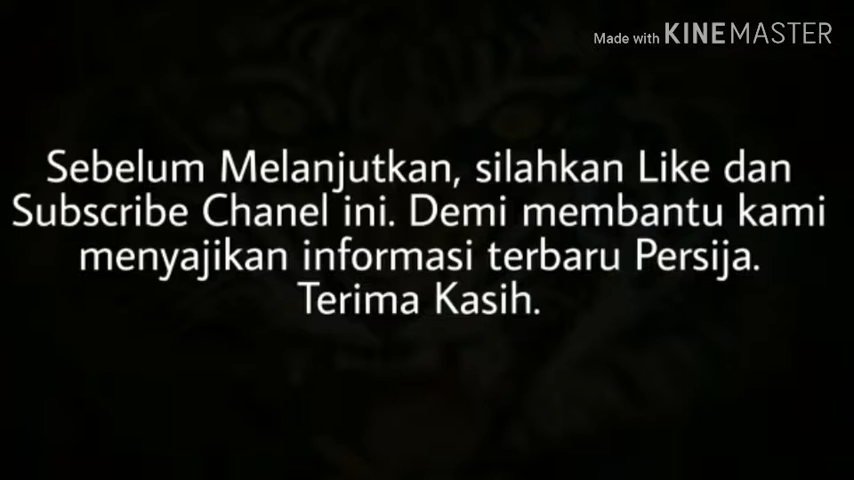 Made with KINEMASTER
Sebelum Melanjutkan, silahkan Like dan
Subscribe Chanel ini. Demi membantu kami
menyajikan informasi terbaru Persija.
Terima Kasih.